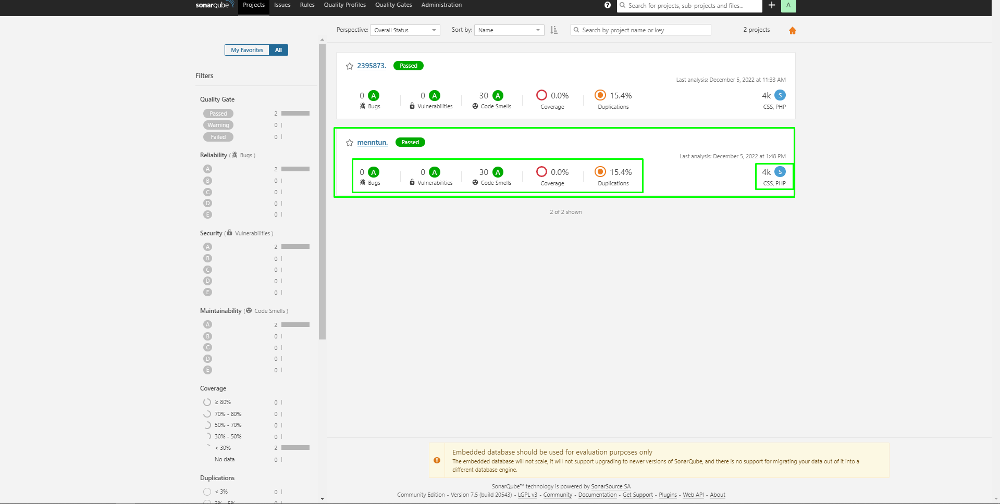 sonarqube Projects Issues Rules Quality Profiles Quality Gates Administration Search for projects, sub-projects and files... A
Perspective: Overall Status Sort by: Name Search by project name or key 2 projects
My Favorites All
Filters
Quality Gate
Passed 2
Warning 0
Failed 0
Reliability ( Bugs )
A 2
B 0
C 0
D 0
E 0
Security ( Vulnerabilities )
A 2
B 0
C 0
D 0
E 0
Maintainability ( Code Smells )
A 2
B 0
C 0
D 0
E 0
Coverage
≥ 80% 0
70% - 80% 0
50% - 70% 0
30% - 50% 0
< 30% 2
No data 0
Duplications
< 3% 0
3% - 5% 0
2395873. Passed
Last analysis: December 5, 2022 at 11:33 AM
0 A 0 A 30 A 0.0% 15.4% 4k S
Bugs Vulnerabilities Code Smells Coverage Duplications CSS, PHP
menntun. Passed
Last analysis: December 5, 2022 at 1:48 PM
0 A 0 A 30 A 0.0% 15.4% 4k S
Bugs Vulnerabilities Code Smells Coverage Duplications CSS, PHP
2 of 2 shown
Embedded database should be used for evaluation purposes only
The embedded database will not scale, it will not support upgrading to newer versions of SonarQube, and there is no support for migrating your data out of it into a
different database engine.
SonarQube™ technology is powered by SonarSource SA
Community Edition - Version 7.5 (build 20543) - LGPL v3 - Community - Documentation - Get Support - Plugins - Web API - About